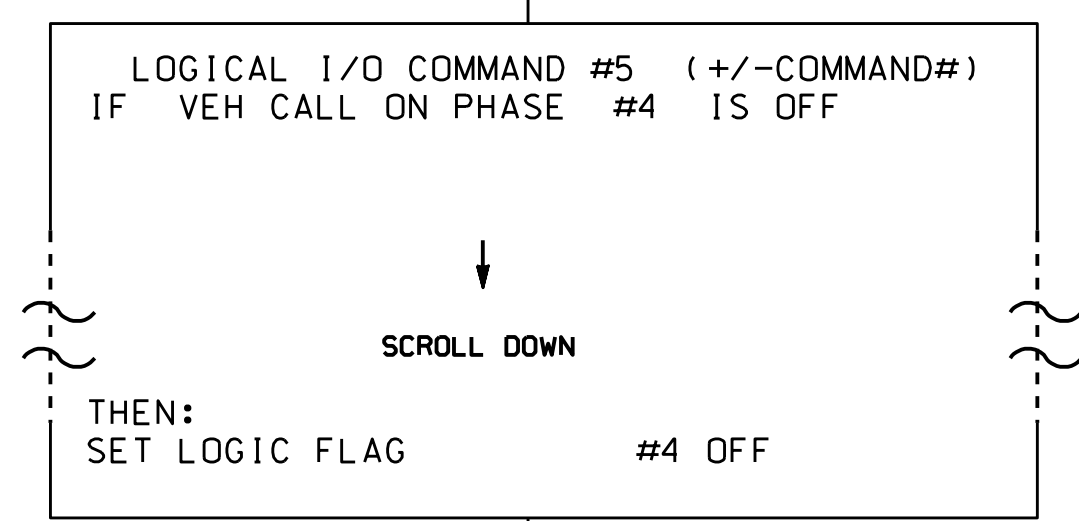 LOGICAL I/O COMMAND #5 (+/-COMMAND#)
IF VEH CALL ON PHASE #4 IS OFF
SCROLL DOWN
THEN:
SET LOGIC FLAG #4 OFF